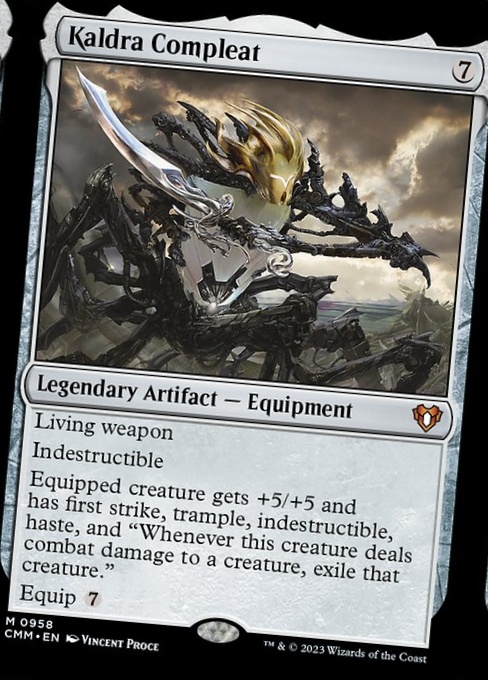 Kaldra Compleat
7
Legendary Artifact — Equipment
Living weapon
Indestructible
Equipped creature gets +5/+5 and
has first strike, trample, indestructible,
haste, and “Whenever this creature deals
combat damage to a creature, exile that
creature.”
Equip 7
M 0958
CMM • EN Vincent Proce
™ & © 2023 Wizards of the Coast